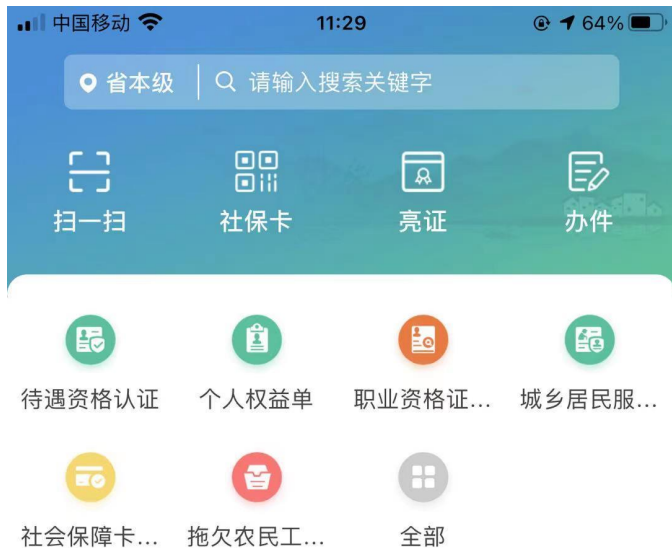 中国移动 11:29 64%
省本级 请输入搜索关键字
扫一扫 社保卡 亮证 办件
待遇资格认证 个人权益单 职业资格证... 城乡居民服...
社会保障卡... 拖欠农民工... 全部